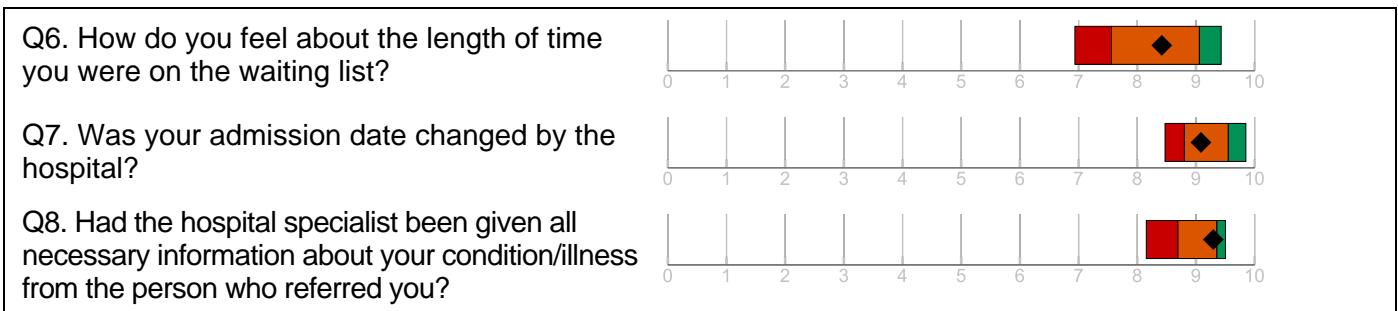 Q6. How do you feel about the length of time
you were on the waiting list?
0 1 2 3 4 5 6 7 8 9 10
Q7. Was your admission date changed by the
hospital?
0 1 2 3 4 5 6 7 8 9 10
Q8. Had the hospital specialist been given all
necessary information about your condition/illness
from the person who referred you?
0 1 2 3 4 5 6 7 8 9 10